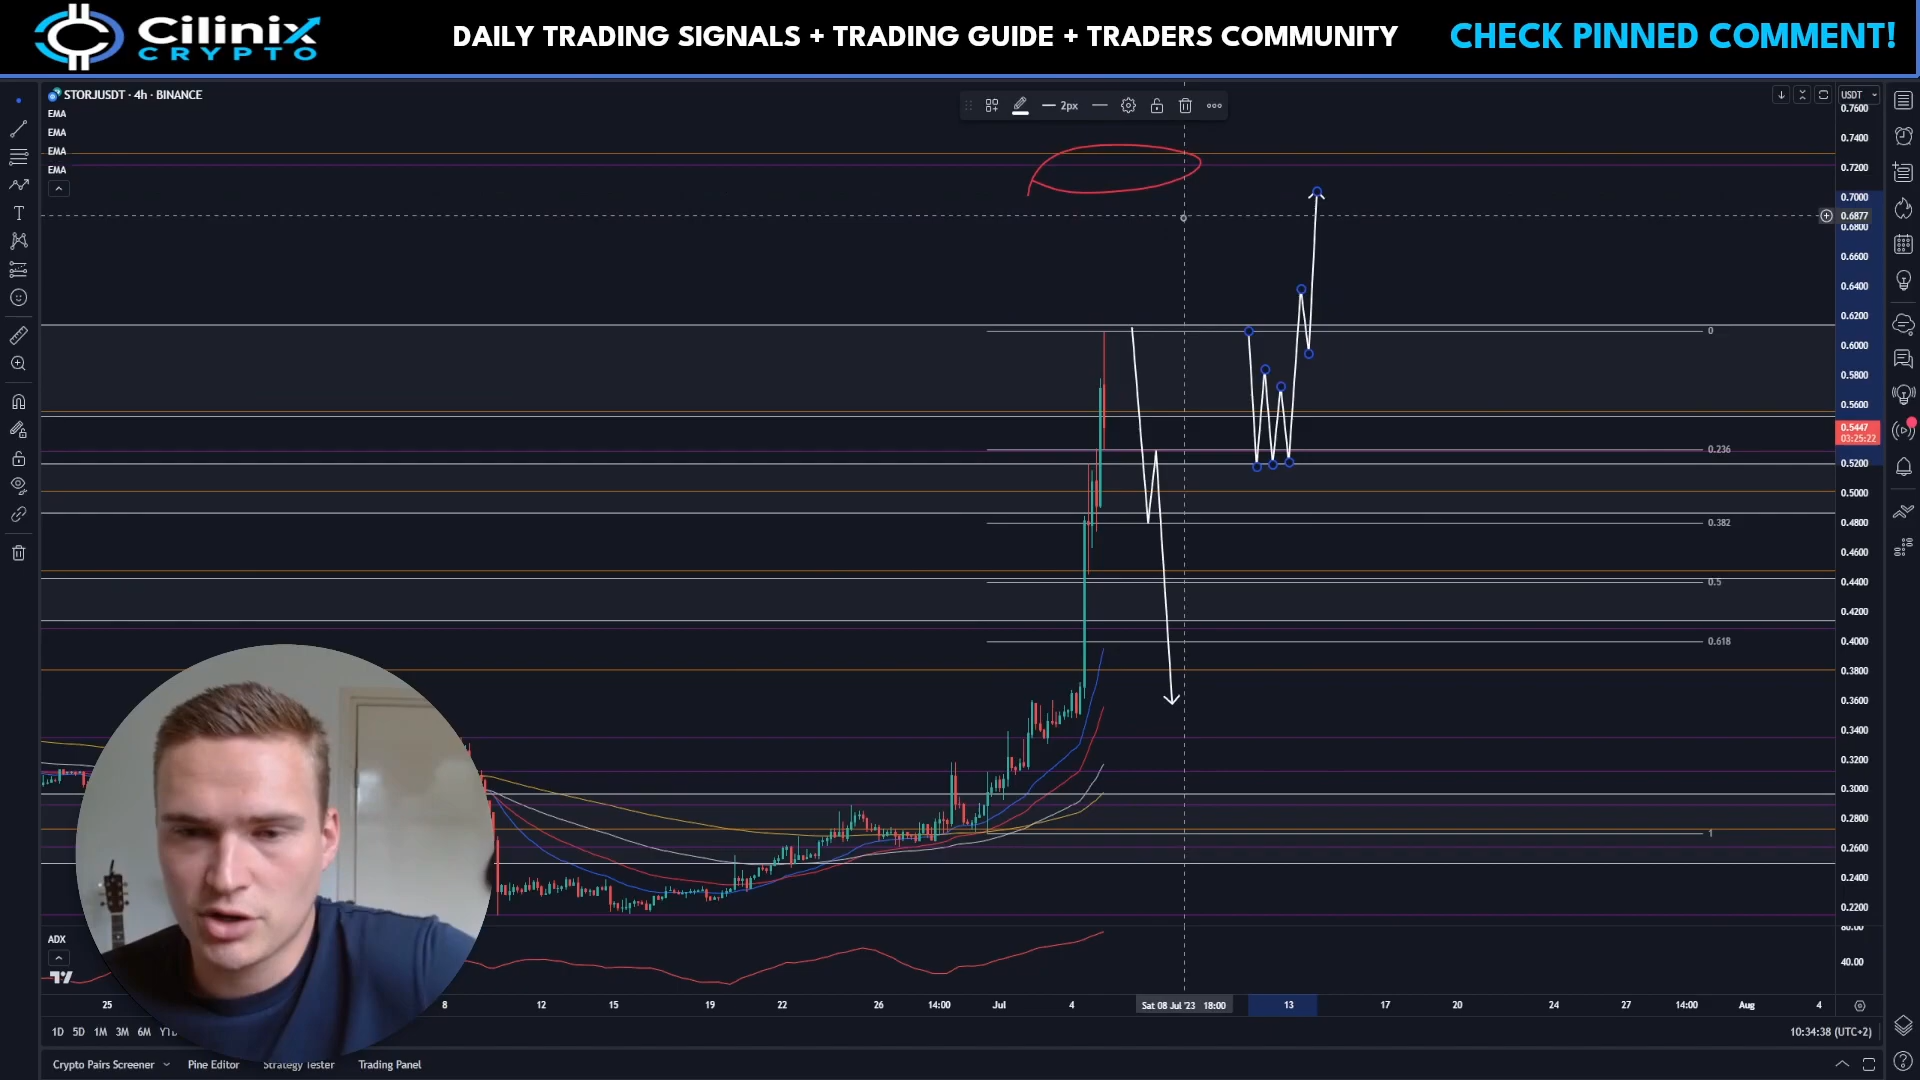 Cilinix
CRYPTO
DAILY TRADING SIGNALS + TRADING GUIDE + TRADERS COMMUNITY
CHECK PINNED COMMENT!
STORJUSDT · 4h · BINANCE
EMA
EMA
EMA
EMA
2px
USDT
0.7600
0.7400
0.7200
0.7000
0.6877
0.6800
0.6600
0.6400
0.6200
0
0.6000
0.5800
0.5600
0.5447
03:25:22
0.236
0.5200
0.5000
0.382
0.4800
0.4600
0.5
0.4400
0.4200
0.618
0.4000
0.3800
0.3600
0.3400
0.3200
0.3000
0.2800
1
0.2600
0.2400
0.2200
ADX
40.00
25
8
12
15
19
22
26
14:00
Jul
4
Sat 08 Jul '23 18:00
13
17
20
24
27
14:00
Aug
4
1D 5D 1M 3M 6M
10:34:38 (UTC+2)
Crypto Pairs Screener
Pine Editor
Strategy Tester
Trading Panel